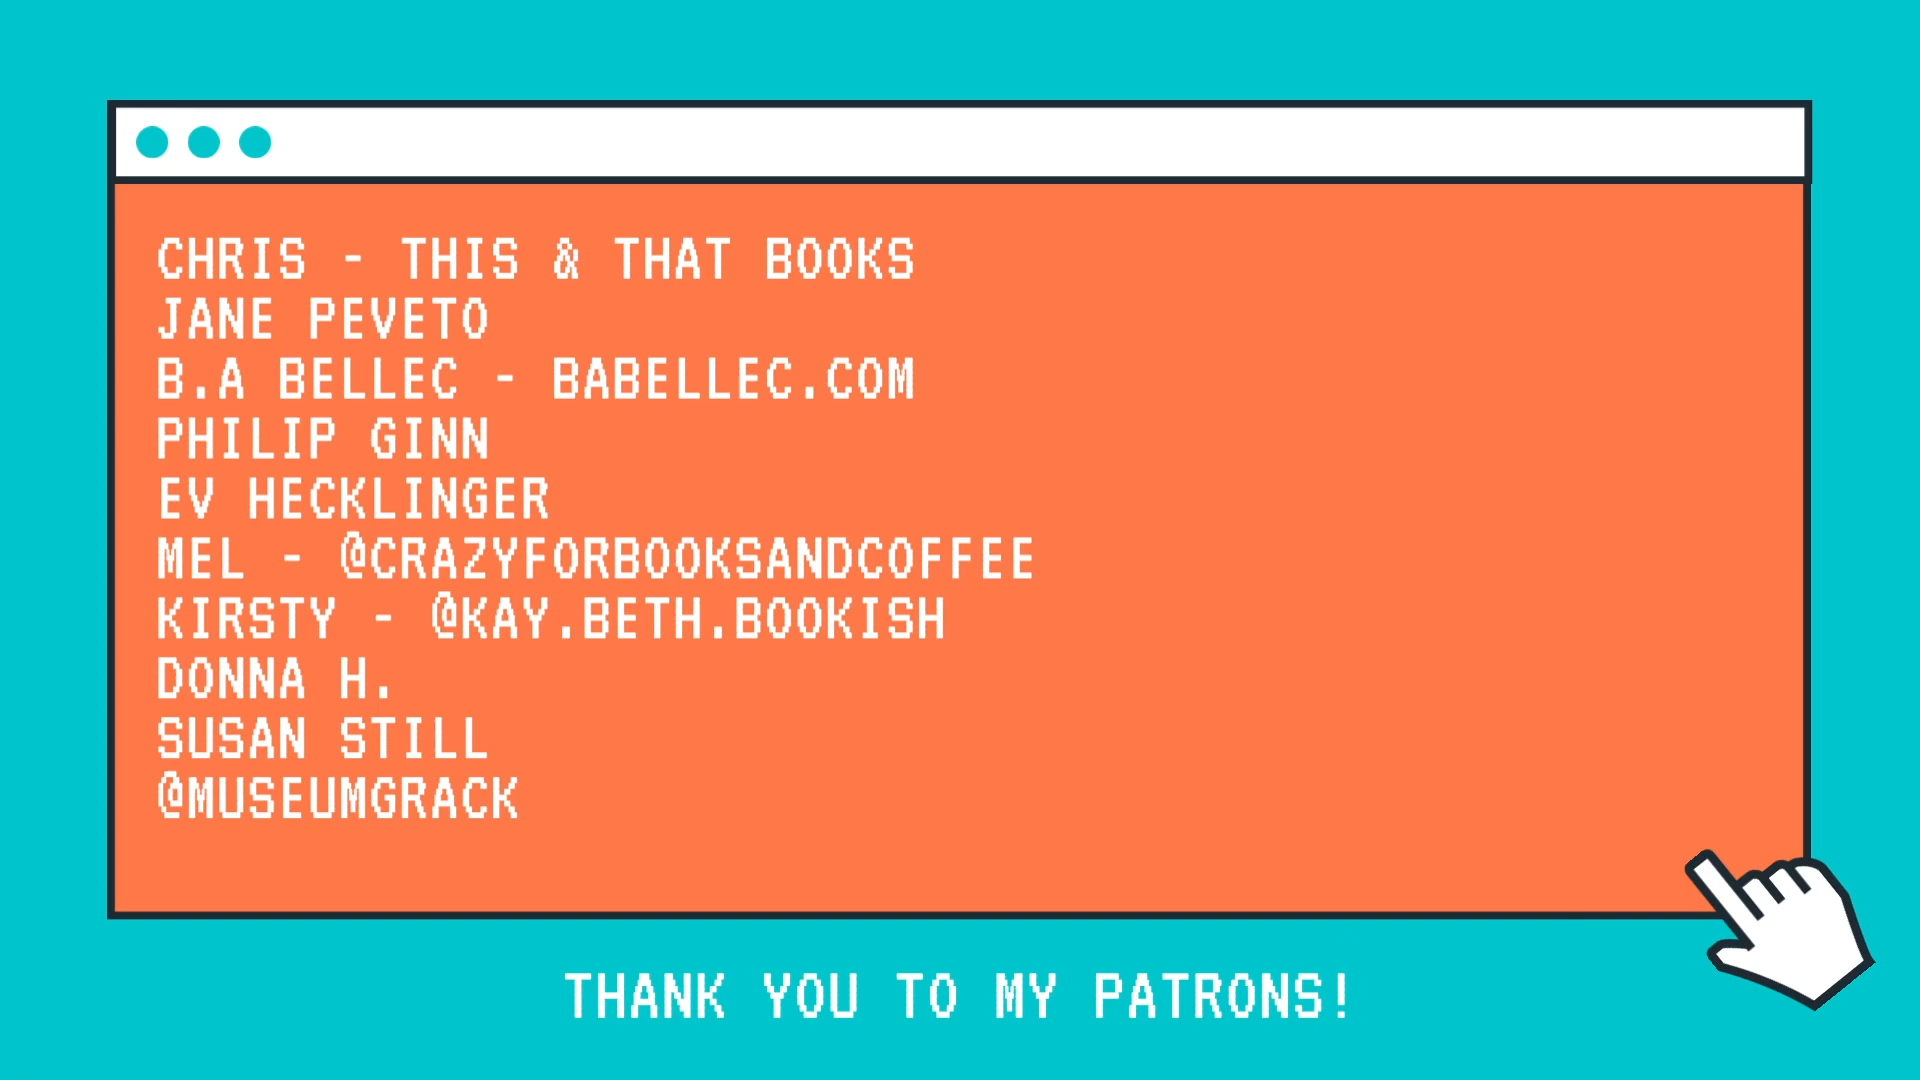 CHRIS - THIS & THAT BOOKS
JANE PEVETO
B.A BELLEC - BABELLEC.COM
PHILIP GINN
EV HECKLINGER
MEL - @CRAZYFORBOOKSANDCOFFEE
KIRSTY - @KAY.BETH.BOOKISH
DONNA H.
SUSAN STILL
@MUSEUMGRACK
THANK YOU TO MY PATRONS!